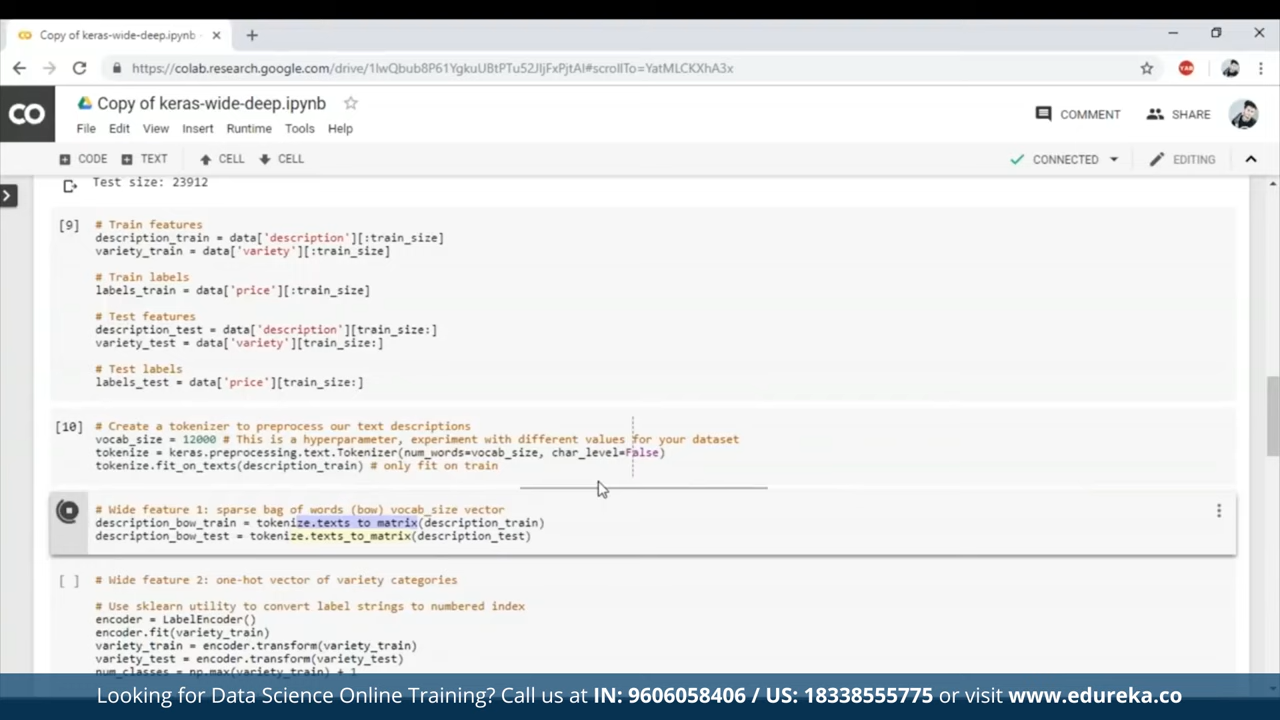 Copy of keras-wide-deep.ipynb
https://colab.research.google.com/drive/1lwQbub8P61YgkuUBtPTu52JljFxPjtAl#scrollTo=YatMLCKXhA3x
CO
Copy of keras-wide-deep.ipynb
COMMENT
SHARE
File Edit View Insert Runtime Tools Help
CODE TEXT CELL CELL
CONNECTED
EDITING
Test size: 23912
[9] # Train features
description_train = data['description'][:train_size]
variety_train = data['variety'][:train_size]
# Train labels
labels_train = data['price'][:train_size]
# Test features
description_test = data['description'][train_size:]
variety_test = data['variety'][train_size:]
# Test labels
labels_test = data['price'][train_size:]
[10] # Create a tokenizer to preprocess our text descriptions
vocab_size = 12000 # This is a hyperparameter, experiment with different values for your dataset
tokenize = keras.preprocessing.text.Tokenizer(num_words=vocab_size, char_level=False)
tokenize.fit_on_texts(description_train) # only fit on train
# Wide feature 1: sparse bag of words (bow) vocab_size vector
description_bow_train = tokenize.texts_to_matrix(description_train)
description_bow_test = tokenize.texts_to_matrix(description_test)
[ ] # Wide feature 2: one-hot vector of variety categories
# Use sklearn utility to convert label strings to numbered index
encoder = LabelEncoder()
encoder.fit(variety_train)
variety_train = encoder.transform(variety_train)
variety_test = encoder.transform(variety_test)
num_classes = np.max(variety_train) + 1
Looking for Data Science Online Training? Call us at IN: 9606058406 / US: 18338555775 or visit www.edureka.co